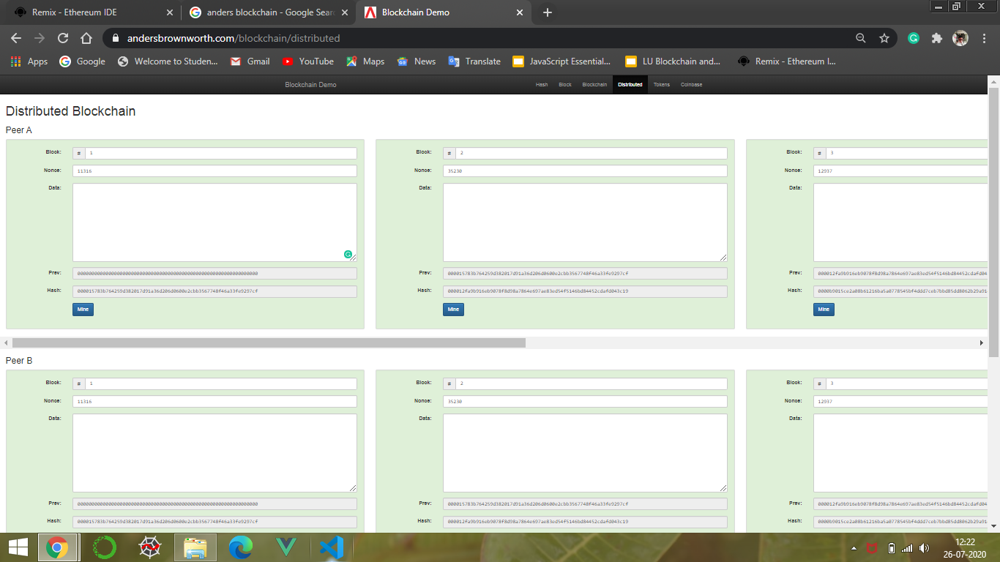 Remix - Ethereum IDE
anders blockchain - Google Sear
Blockchain Demo
andersbrownworth.com/blockchain/distributed
Apps Google Welcome to Studen... Gmail YouTube Maps News Translate JavaScript Essential... LU Blockchain and... Remix - Ethereum I...
Blockchain Demo Hash Block Blockchain Distributed Tokens Coinbase
Distributed Blockchain
Peer A
Block: # 1 Block: # 2 Block: # 3
Nonce: 11316 Nonce: 35230 Nonce: 12937
Data: Data: Data:
Prev: 0000000000000000000000000000000000000000000000000000000000000000 Prev: 000015783b764259d382017d91a36d206d0600e2cbb3567748f46a33fe9297cf Prev: 000012fa9b916eb9078f8d98a7864e697ae83ed54f5146bd84452cdafd04
Hash: 000015783b764259d382017d91a36d206d0600e2cbb3567748f46a33fe9297cf Hash: 000012fa9b916eb9078f8d98a7864e697ae83ed54f5146bd84452cdafd043c19 Hash: 0000b9015ce2a08b61216ba5a0778545bf4ddd7ceb7bbd85dd8062b29a91
Mine Mine Mine
Peer B
Block: # 1 Block: # 2 Block: # 3
Nonce: 11316 Nonce: 35230 Nonce: 12937
Data: Data: Data:
Prev: 0000000000000000000000000000000000000000000000000000000000000000 Prev: 000015783b764259d382017d91a36d206d0600e2cbb3567748f46a33fe9297cf Prev: 000012fa9b916eb9078f8d98a7864e697ae83ed54f5146bd84452cdafd04
Hash: 000015783b764259d382017d91a36d206d0600e2cbb3567748f46a33fe9297cf Hash: 000012fa9b916eb9078f8d98a7864e697ae83ed54f5146bd84452cdafd043c19 Hash: 0000b9015ce2a08b61216ba5a0778545bf4ddd7ceb7bbd85dd8062b29a91
12:22
26-07-2020